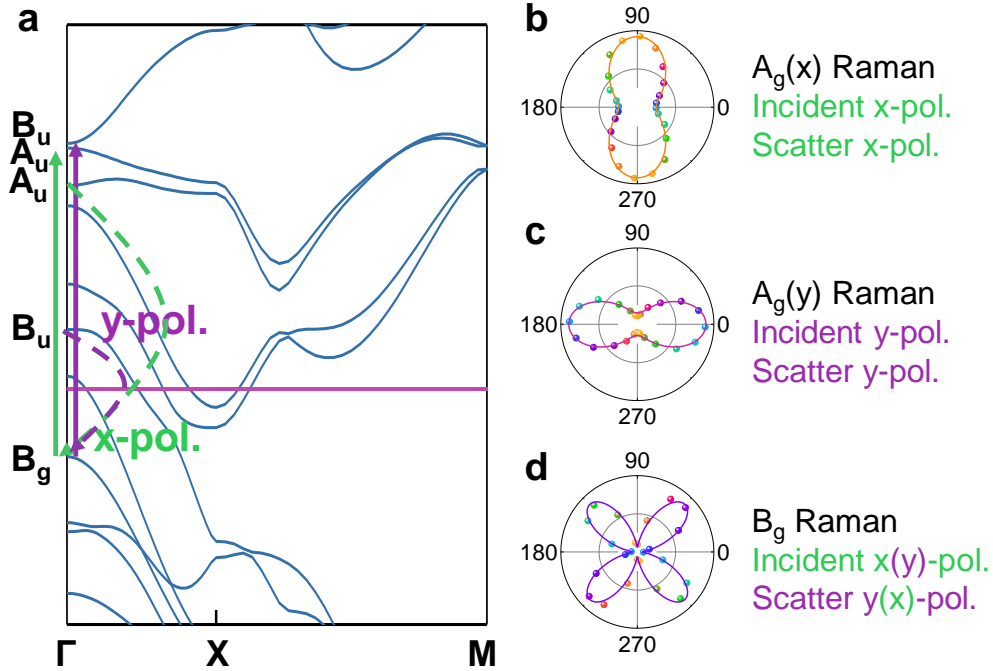 a
B_u
A_u
A_u
B_u
B_g
y-pol.
x-pol.
Γ X M
b
90
180 0
270
A_g(x) Raman
Incident x-pol.
Scatter x-pol.
c
90
180 0
270
A_g(y) Raman
Incident y-pol.
Scatter y-pol.
d
90
180 0
270
B_g Raman
Incident x(y)-pol.
Scatter y(x)-pol.